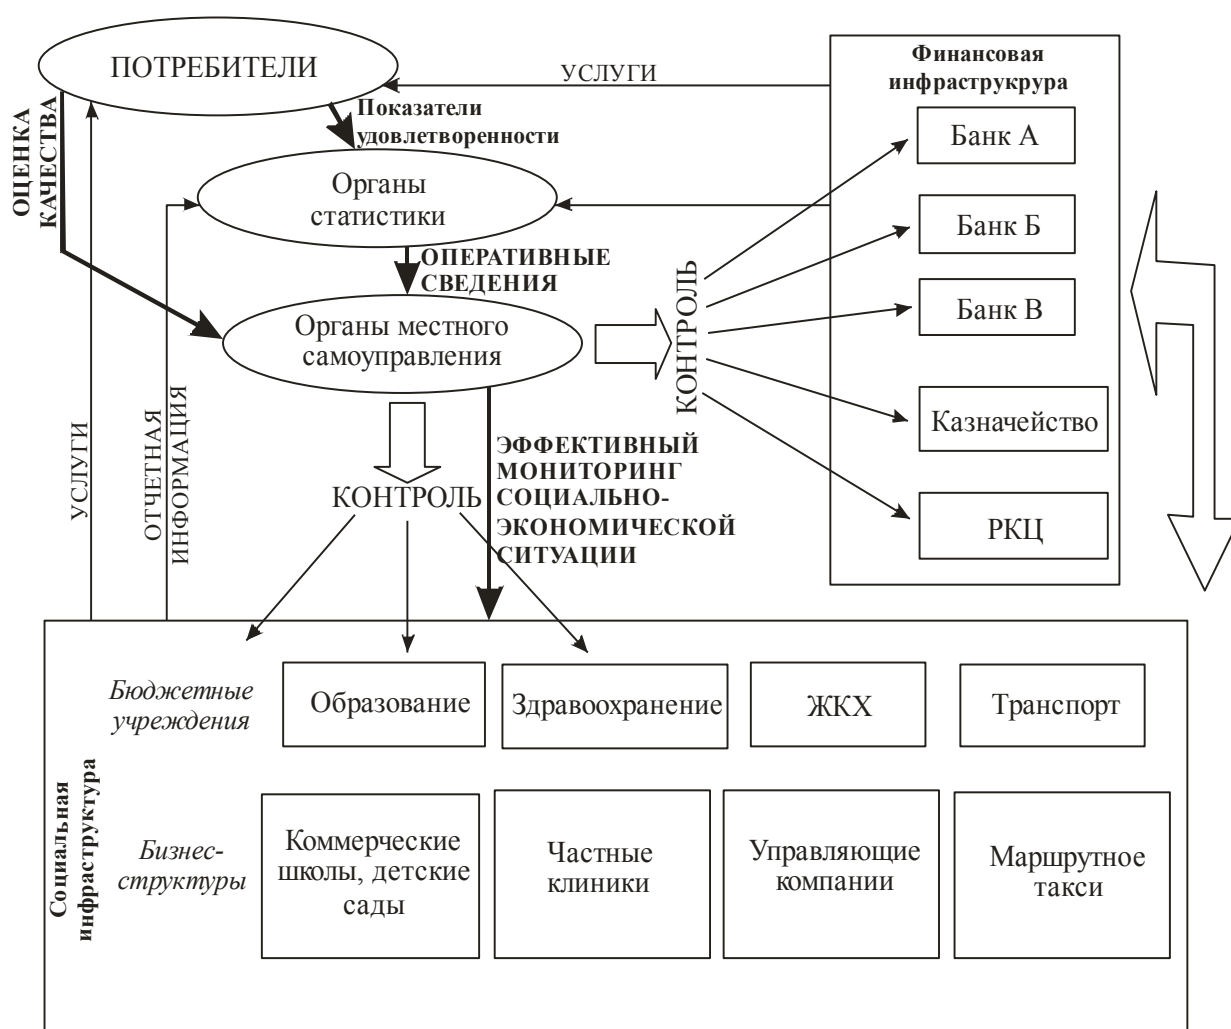 ПОТРЕБИТЕЛИ
УСЛУГИ
Финансовая
инфраструкрура
Показатели
удовлетворенности
ОЦЕНКА
КАЧЕСТВА
Банк А
Органы
статистики
Банк Б
ОПЕРАТИВНЫЕ
СВЕДЕНИЯ
Банк В
Органы местного
самоуправления
КОНТРОЛЬ
Казначейство
УСЛУГИ
ОТЧЕТНАЯ
ИНФОРМАЦИЯ
ЭФФЕКТИВНЫЙ
МОНИТОРИНГ
СОЦИАЛЬНО-
ЭКОНОМИЧЕСКОЙ
СИТУАЦИИ
КОНТРОЛЬ
РКЦ
Социальная
инфраструктура
Бюджетные
учреждения
Образование
Здравоохранение
ЖКХ
Транспорт
Бизнес-
структуры
Коммерческие
школы, детские
сады
Частные
клиники
Управляющие
компании
Маршрутное
такси